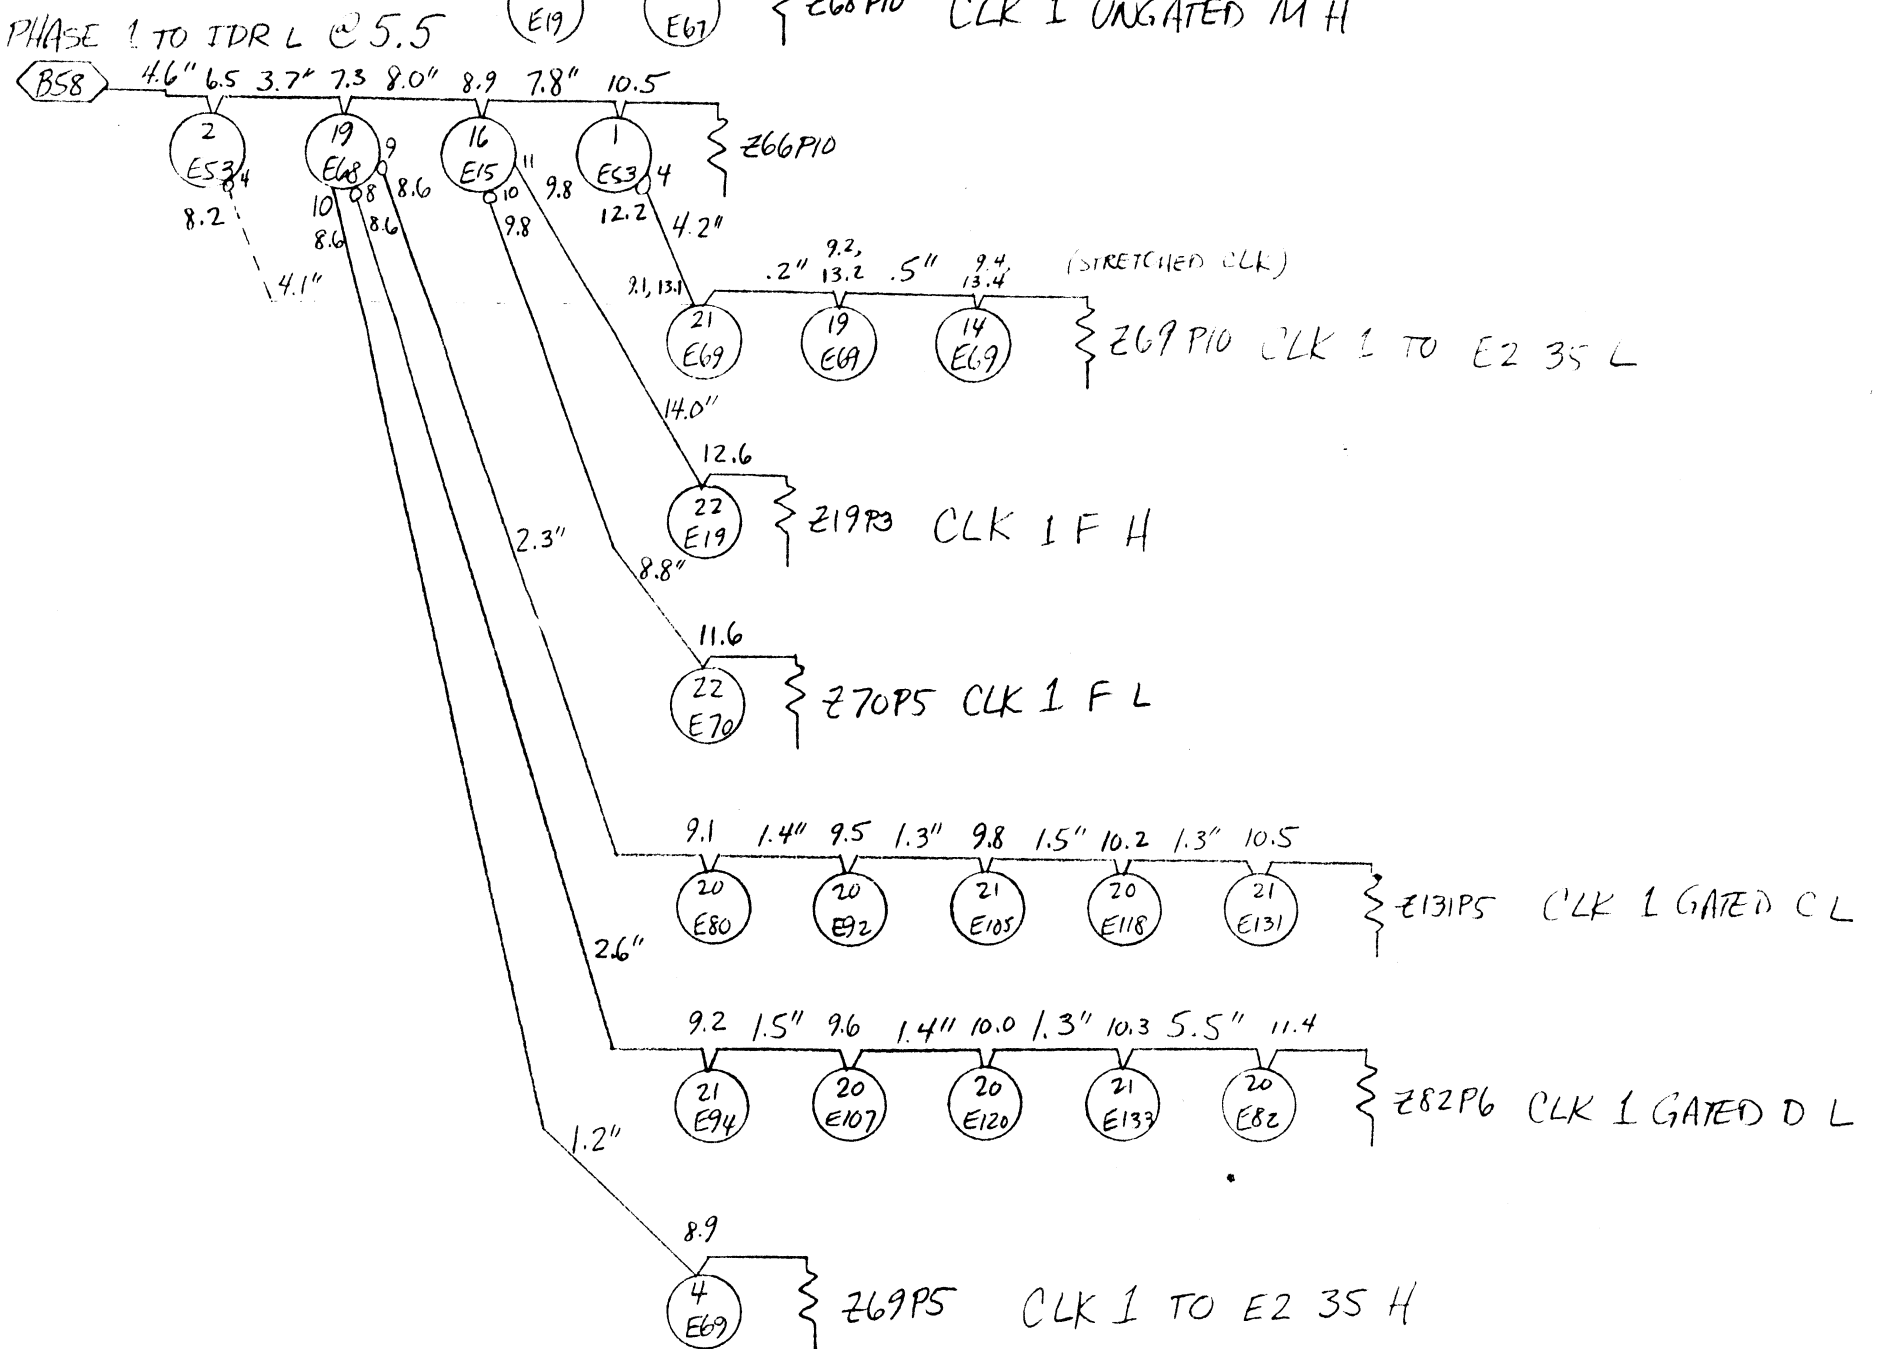 E19 E67 Z68P10 CLK 1 UNGATED M H
PHASE 1 TO IDR L @ 5.5
B58 4.6" 6.5 3.7" 7.3 8.0" 8.9 7.8" 10.5
2 19 9 16 11 1
E53 4 E68 E15 E53 4 Z66P10
8.2 10 8 8.6 10 9.8 12.2 4.2"
8.6 8.6 9.8
4.1" 9.1, 13.1 .2" 9.2, 13.2 .5" 9.4, 13.4 (STRETCHED CLK)
21 19 14
E69 E69 E69 Z69 P10 CLK 1 TO E2 35 L
14.0"
12.6
22
E19 Z19P3 CLK 1 F H
2.3"
8.8"
11.6
22
E70 Z70P5 CLK 1 F L
9.1 1.4" 9.5 1.3" 9.8 1.5" 10.2 1.3" 10.5
20 20 21 20 21
E80 E92 E105 E118 E131 Z131P5 CLK 1 GATED C L
2.6"
9.2 1.5" 9.6 1.4" 10.0 1.3" 10.3 5.5" 11.4
21 20 20 21 20
E94 E107 E120 E133 E82 Z82P6 CLK 1 GATED D L
1.2"
8.9
4
E69 Z69P5 CLK 1 TO E2 35 H